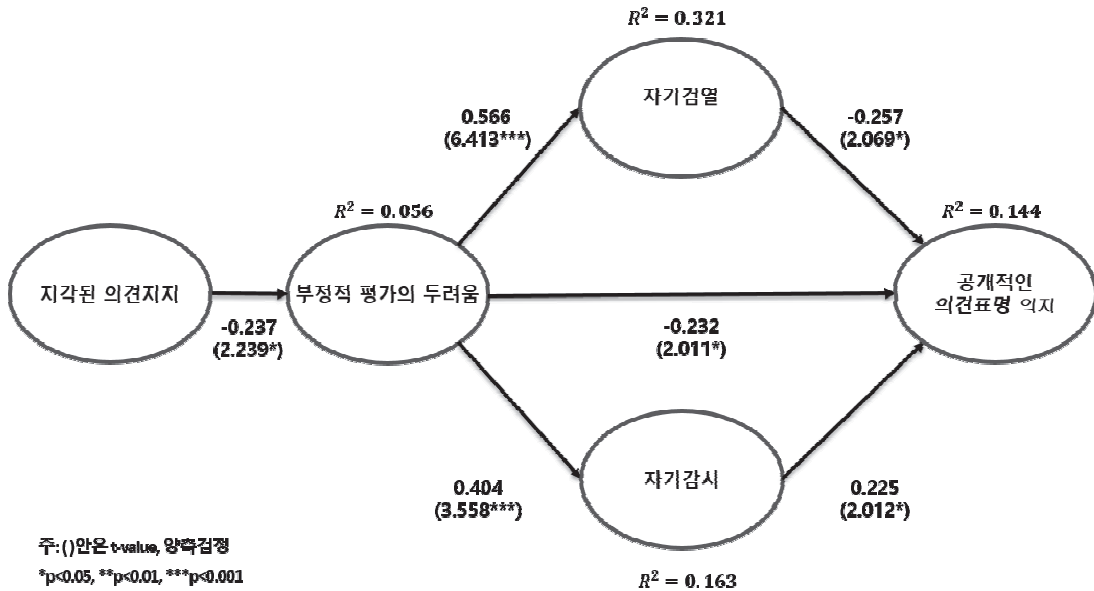 R² = 0.321
자기검열
0.566
(6.413***)
-0.257
(2.069*)
R² = 0.056
R² = 0.144
지각된 의견지지
부정적 평가의 두려움
공개적인
의견표명 의지
-0.237
(2.239*)
-0.232
(2.011*)
자기감시
0.404
(3.558***)
0.225
(2.012*)
주: ( )안은 t-value, 양측검정
*p<0.05, **p<0.01, ***p<0.001
R² = 0.163